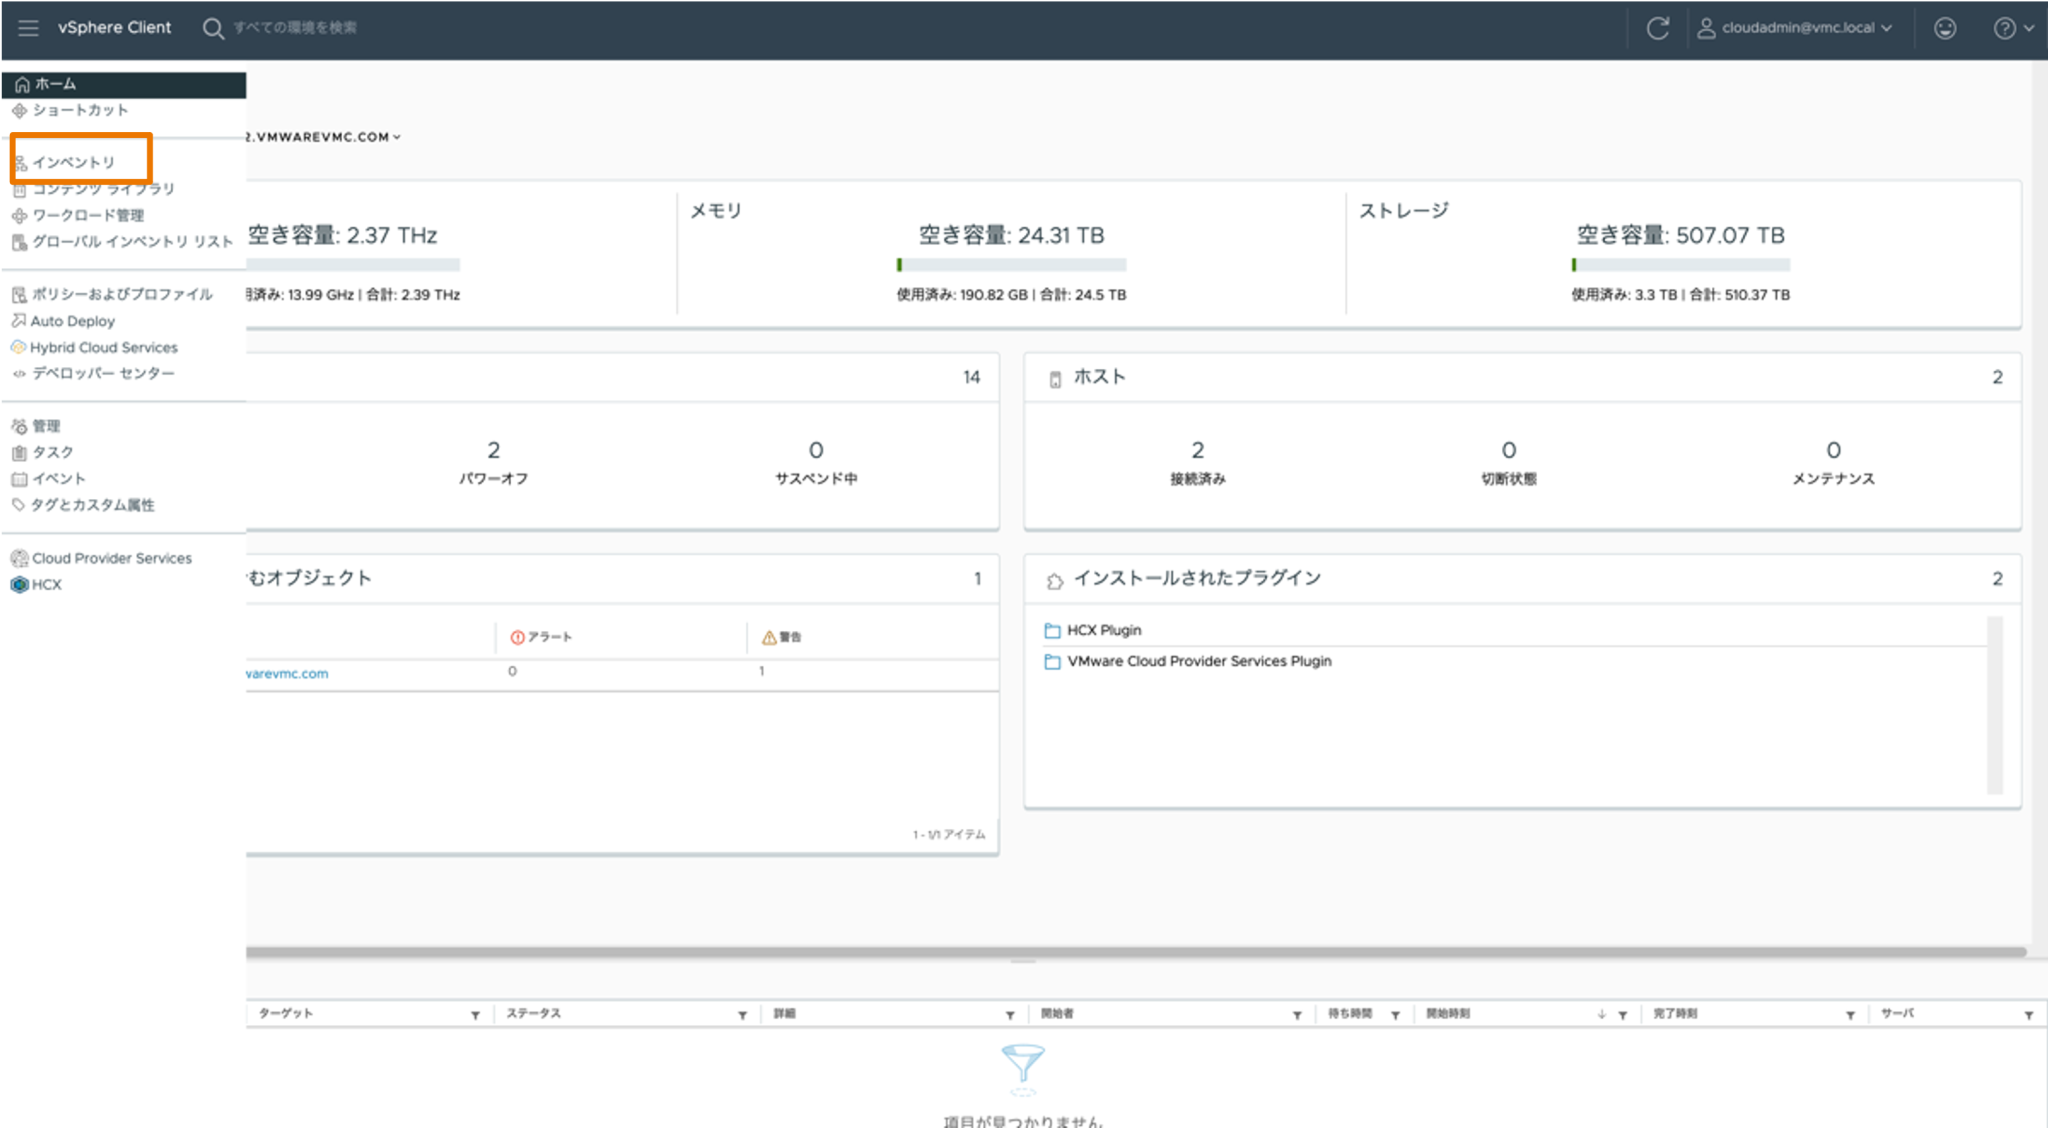 vSphere Client
すべての環境を検索
cloudadmin@vmc.local
ホーム
ショートカット
インベントリ
コンテンツ ライブラリ
ワークロード管理
グローバル インベントリ リスト
ポリシーおよびプロファイル
Auto Deploy
Hybrid Cloud Services
デベロッパー センター
管理
タスク
イベント
タグとカスタム属性
Cloud Provider Services
HCX
2.VMWAREVMC.COM
空き容量: 2.37 THz
用済み: 13.99 GHz | 合計: 2.39 THz
メモリ
空き容量: 24.31 TB
使用済み: 190.82 GB | 合計: 24.5 TB
ストレージ
空き容量: 507.07 TB
使用済み: 3.3 TB | 合計: 510.37 TB
14
2
パワーオフ
0
サスペンド中
ホスト
2
2
接続済み
0
切断状態
0
メンテナンス
むオブジェクト
1
アラート
警告
warevmc.com
0
1
1 - 1/1 アイテム
インストールされたプラグイン
2
HCX Plugin
VMware Cloud Provider Services Plugin
ターゲット
ステータス
詳細
開始者
待ち時間
開始時刻
完了時刻
サーバ
項目が見つかりません